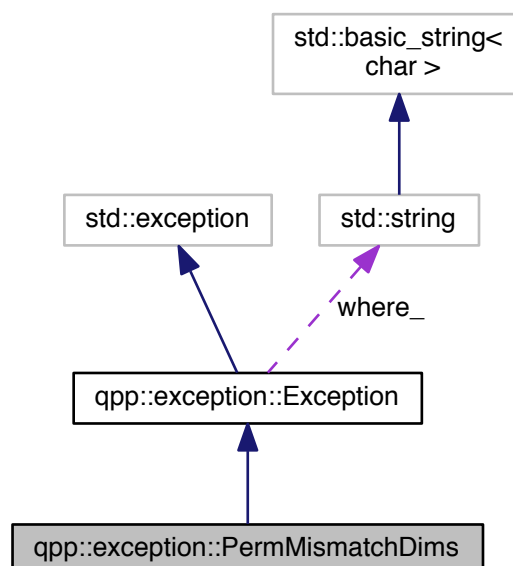 std::basic_string<
char >
std::exception
std::string
where_
qpp::exception::Exception
qpp::exception::PermMismatchDims